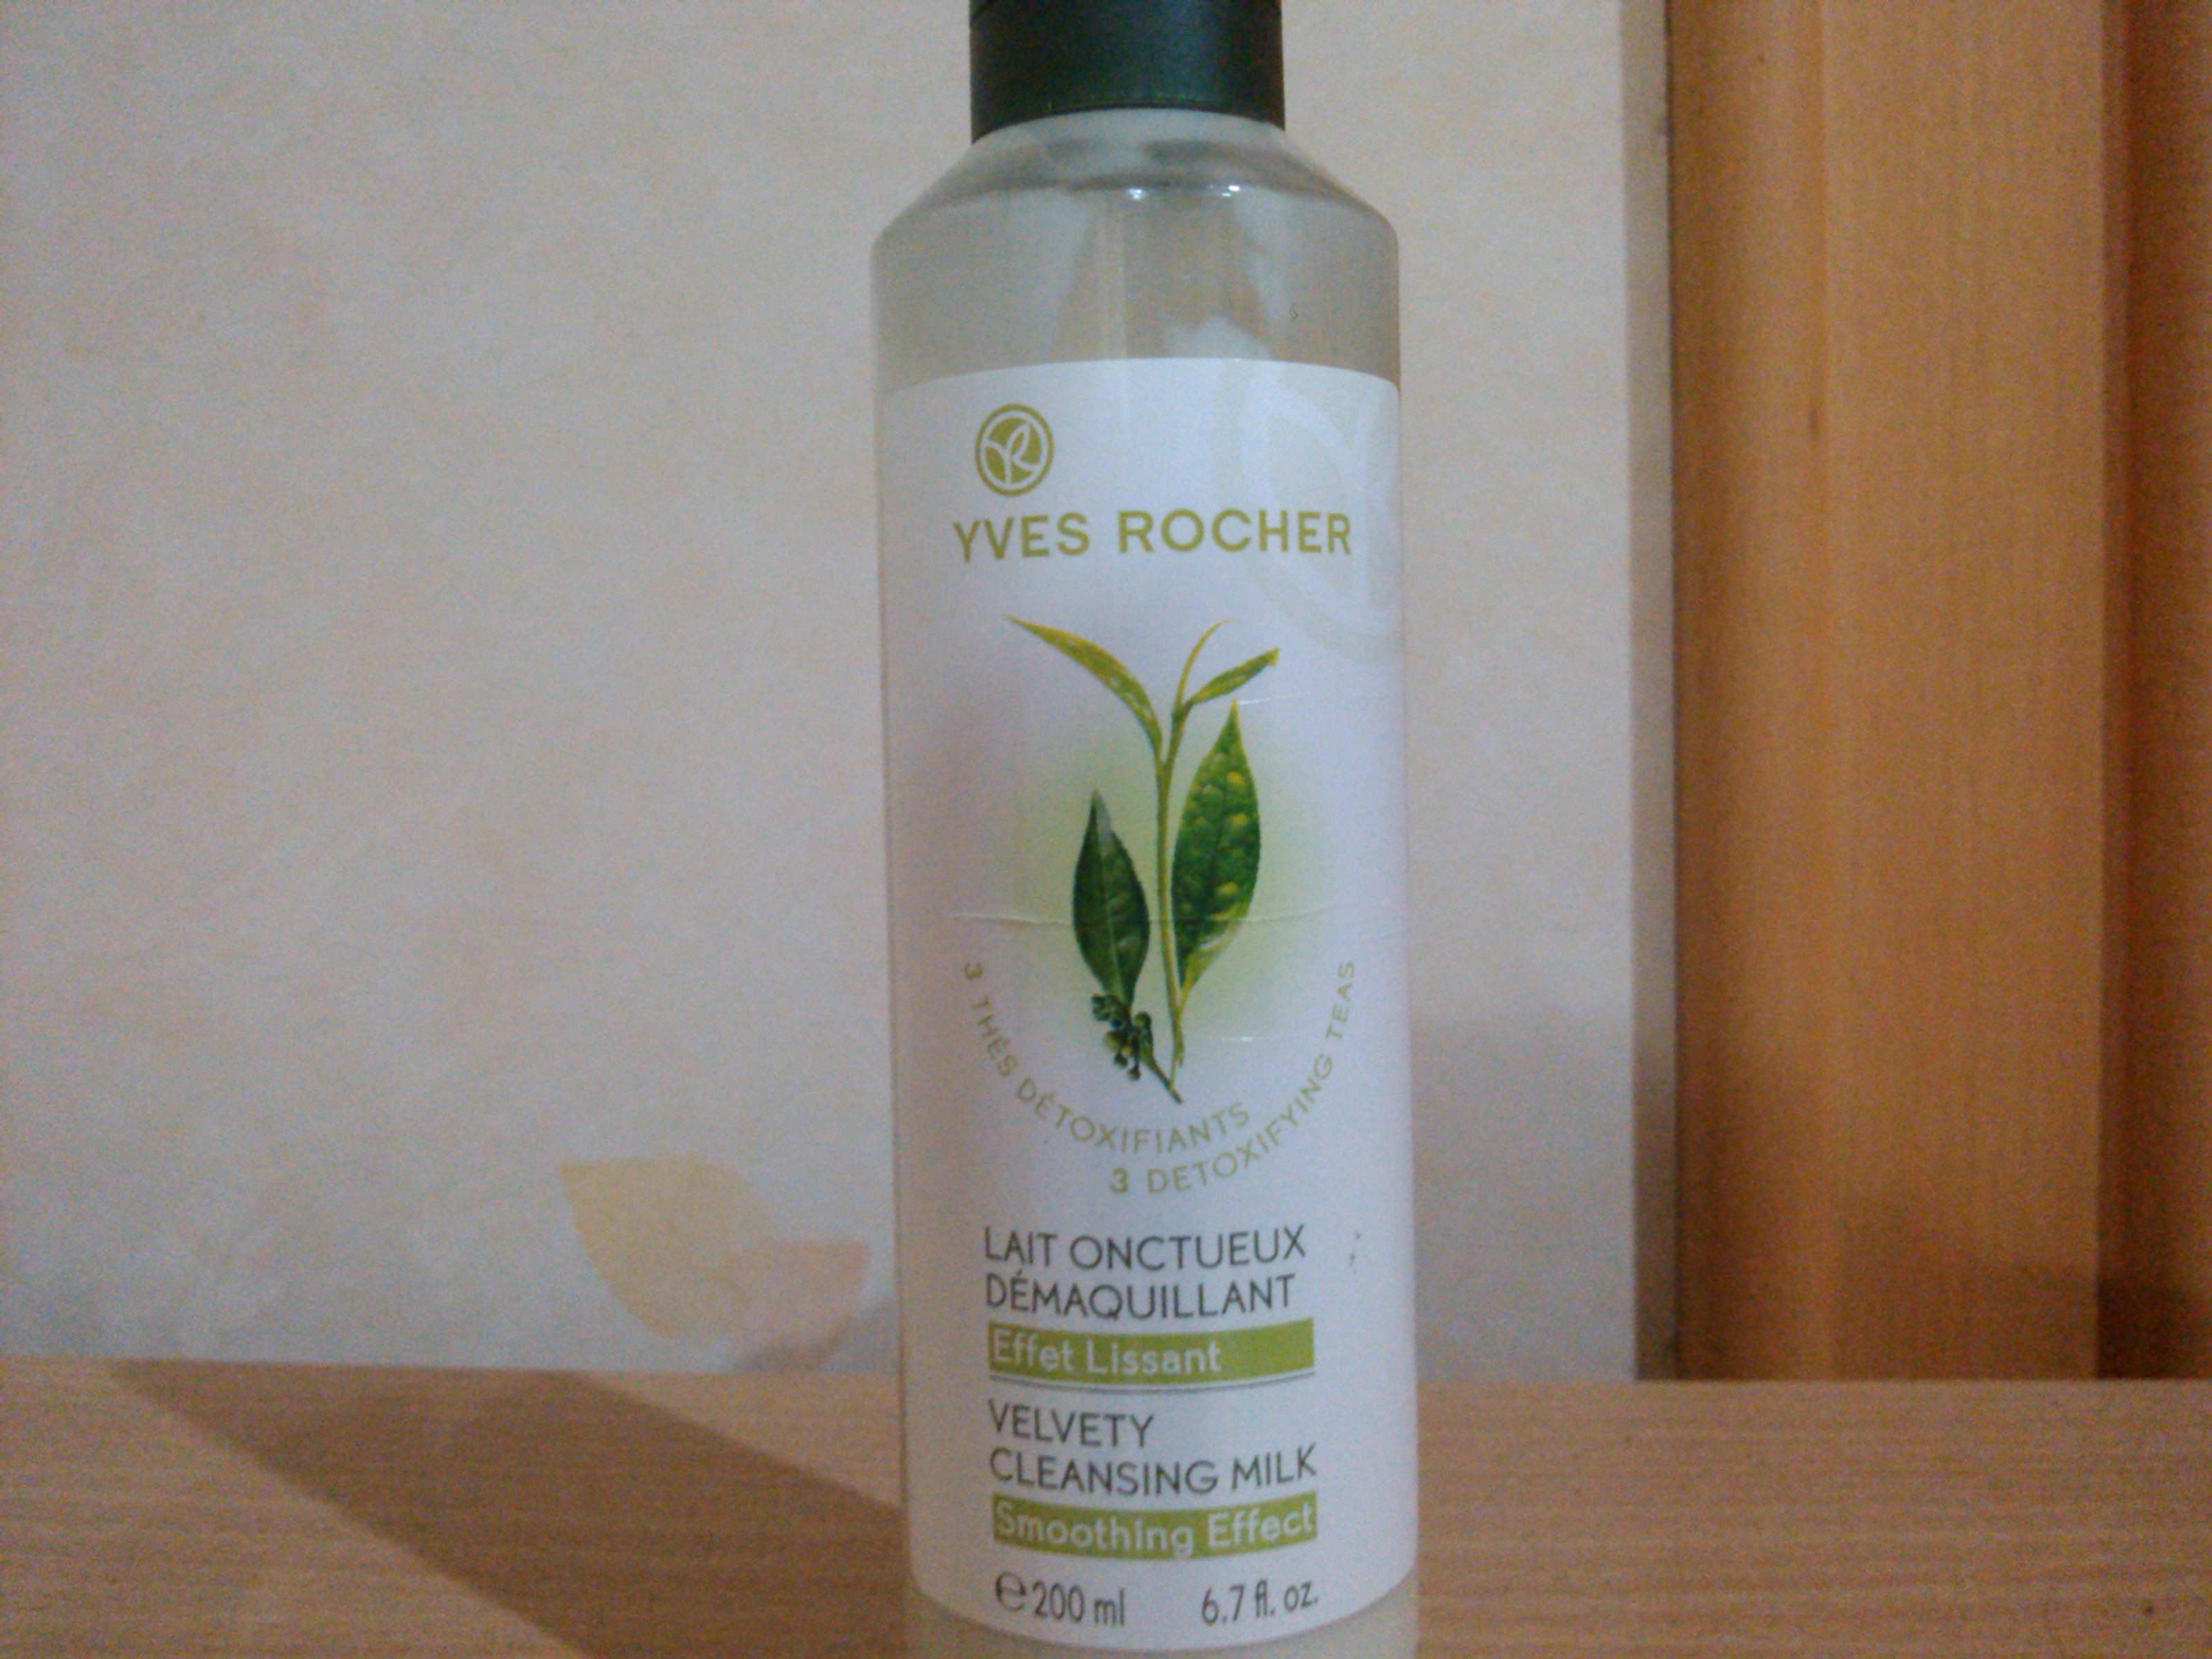 YVES ROCHER
3 THÉS DÉTOXIFIANTS
3 DETOXIFYING TEAS
LAIT ONCTUEUX
DÉMAQUILLANT
Effet Lissant
VELVETY
CLEANSING MILK
Smoothing Effect
℮200 ml 6.7 fl. oz.